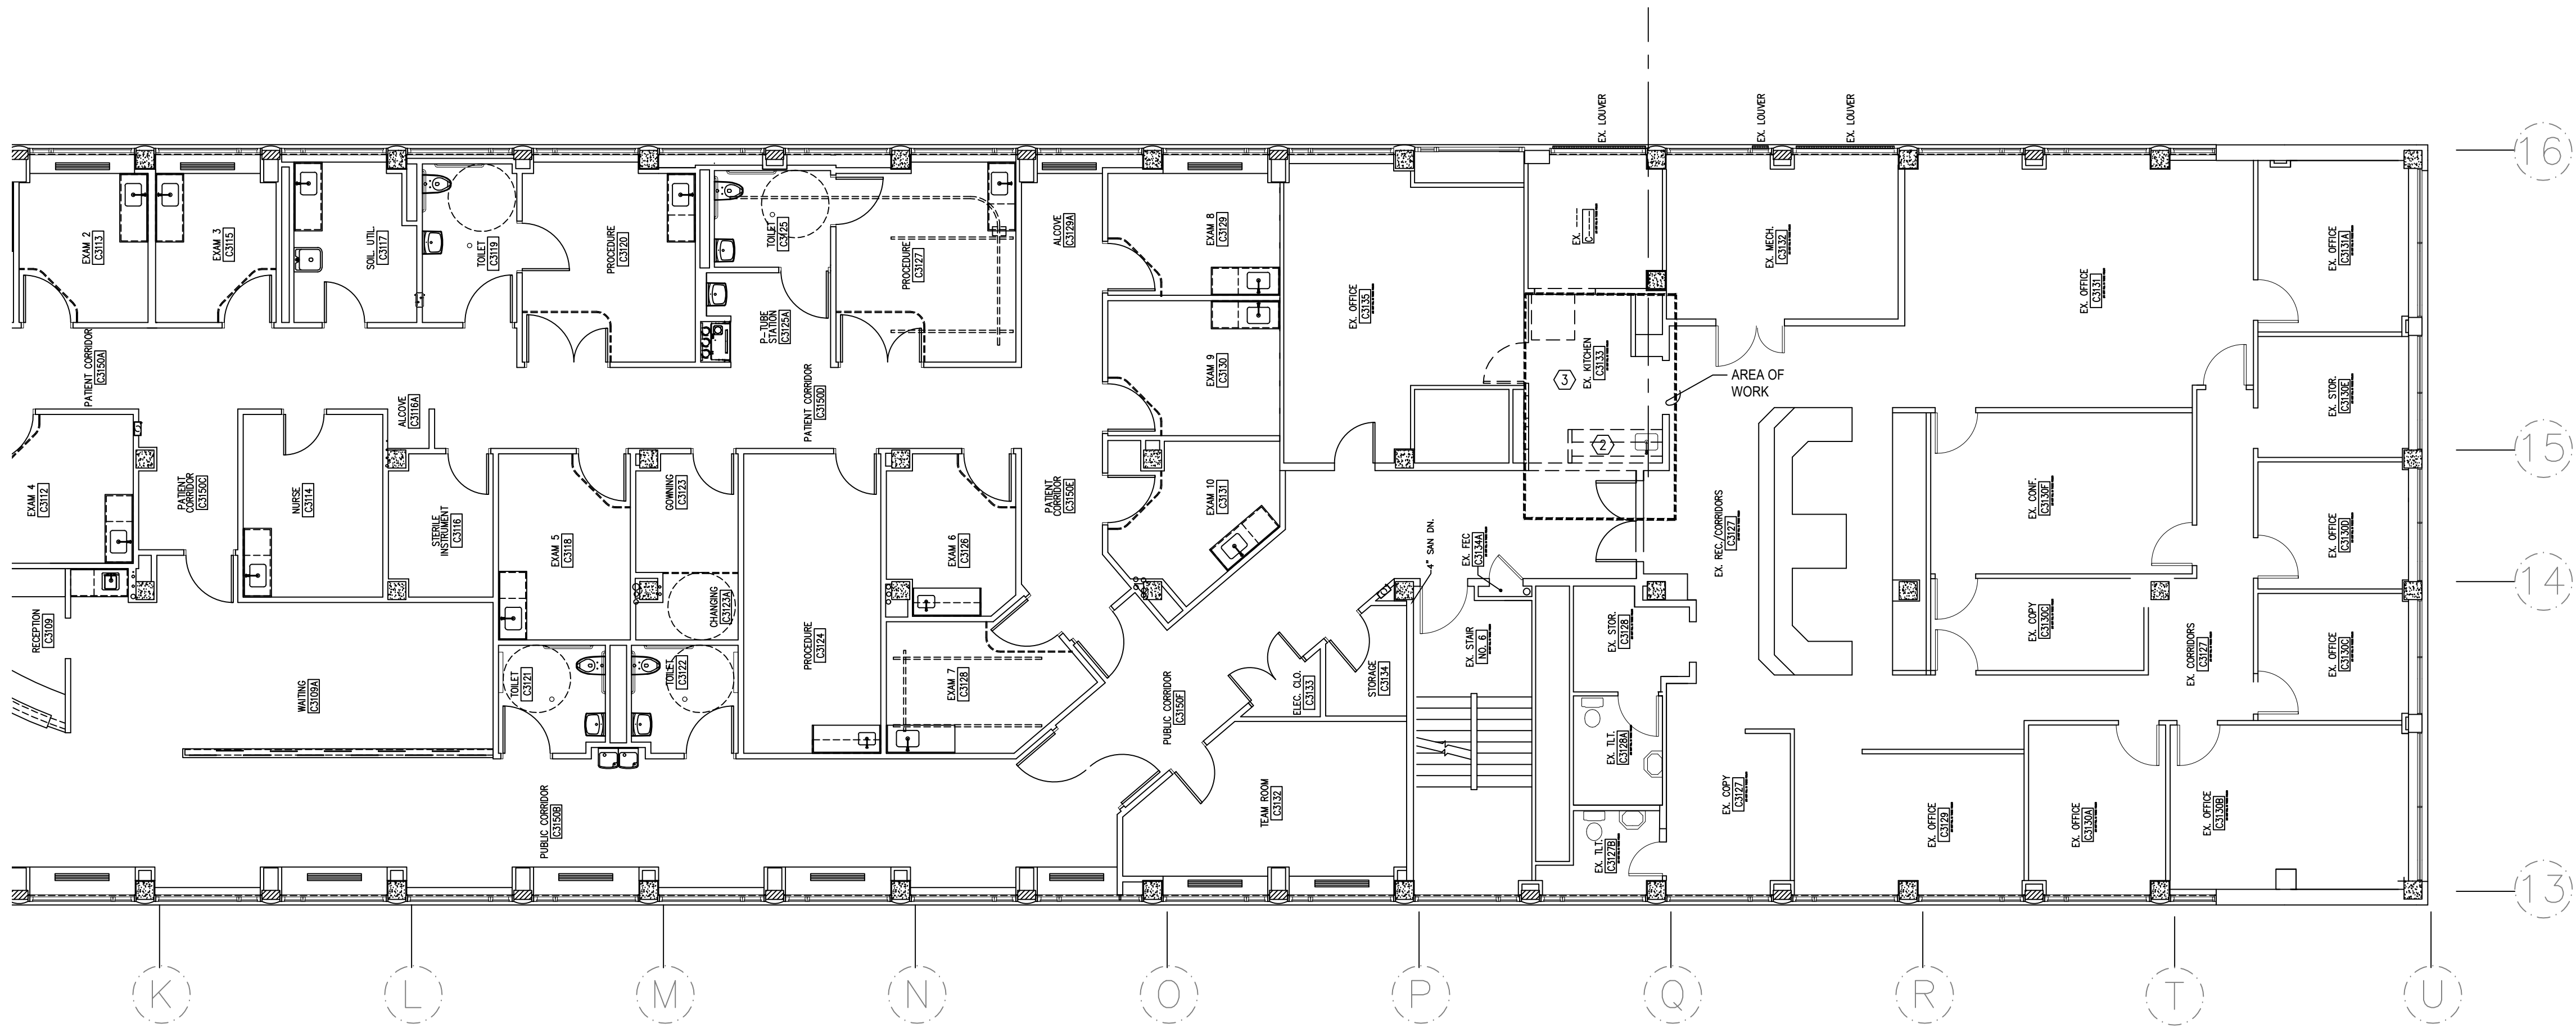 EX. LOUVER
EX. LOUVER
EX. LOUVER
16
EXAM 2
C3113
EXAM 3
C3115
SOIL. UTIL.
C3117
TOILET
C3119
PROCEDURE
C3120
TOILET
C3125
PROCEDURE
C3127
ALCOVE
C3129A
EXAM 8
C3129
EX. OFFICE
C3135
EX. -----
C-----
EX. MECH.
C3132
EX. OFFICE
C3131
EX. OFFICE
C3131A
P-TUBE
STATION
C3125A
PATIENT CORRIDOR
C3150A
ALCOVE
C3116A
PATIENT CORRIDOR
C3150D
EXAM 9
C3130
3
EX. KITCHEN
C3133
AREA OF
WORK
EX. STOR.
C3130E
15
EXAM 4
C3112
PATIENT
CORRIDOR
C3150C
NURSE
C3114
STERILE
INSTRUMENT
C3116
EXAM 5
C3118
GOWNING
C3123
EXAM 6
C3126
PATIENT
CORRIDOR
C3150E
EXAM 10
C3131
2
4" SAN DN.
EX. FEC
C3134A
EX. REC./CORRIDORS
C3127
EX. CONF.
C3130F
EX. OFFICE
C3130D
14
RECEPTION
C3109
WAITING
C3109A
TOILET
C3121
TOILET
C3122
CHANGING
C3123A
PROCEDURE
C3124
EXAM 7
C3128
PUBLIC CORRIDOR
C3150F
ELEC. CLO.
C3133
STORAGE
C3134
EX. STAIR
NO. 6
EX. STOR.
C3128
EX. COPY
C3130C
EX. CORRIDORS
C3127
EX. OFFICE
C3130C
PUBLIC CORRIDOR
C3150B
TEAM ROOM
C3132
EX. TLT.
C3128A
EX. TLT.
C3127B
EX. COPY
C3127
EX. OFFICE
C3129
EX. OFFICE
C3130A
EX. OFFICE
C3130B
13
K
L
M
N
O
P
Q
R
T
U